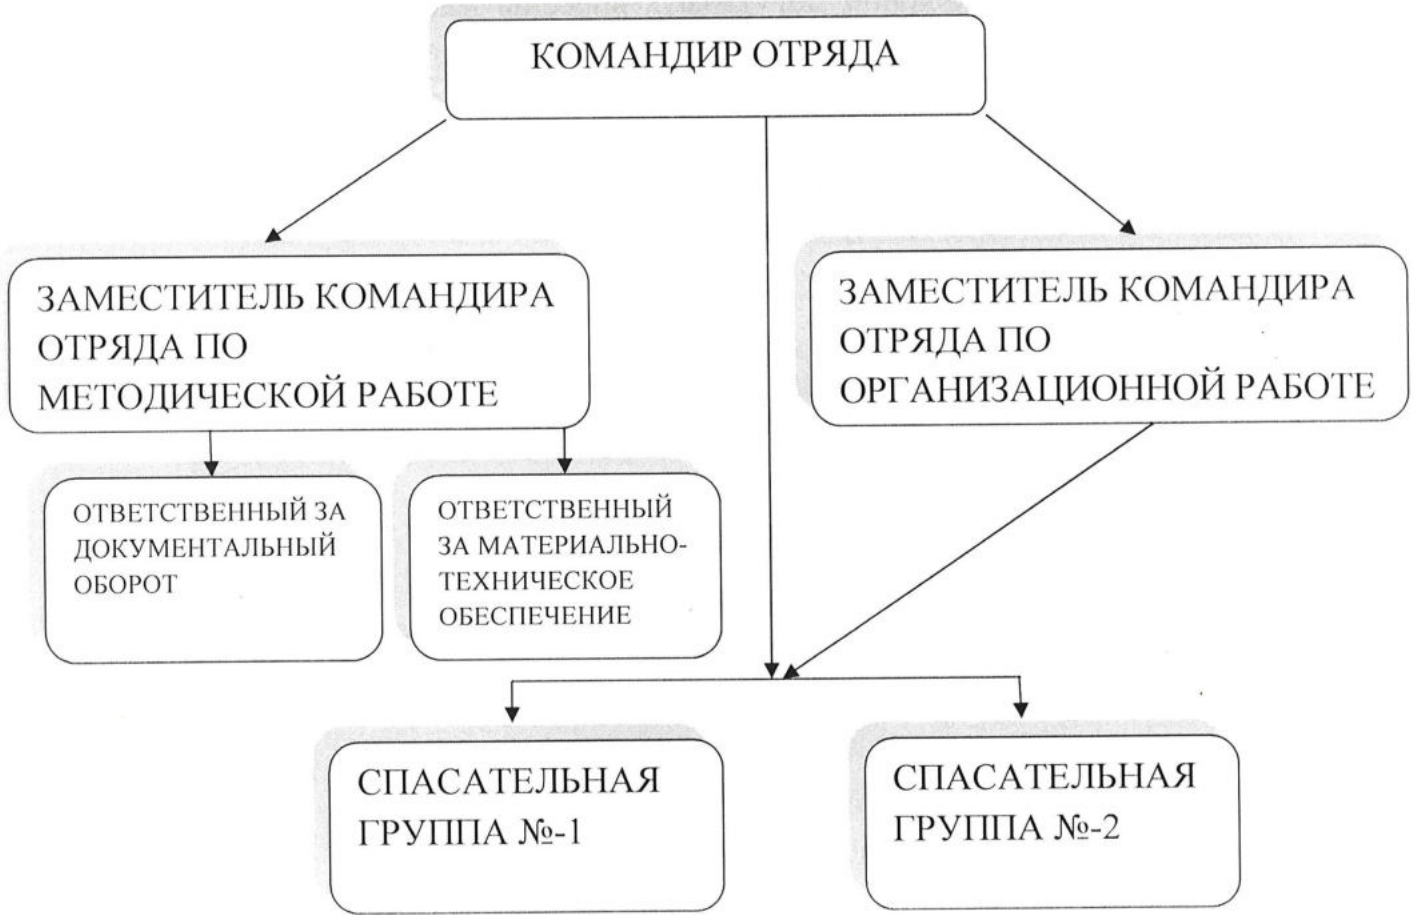 КОМАНДИР ОТРЯДА
ЗАМЕСТИТЕЛЬ КОМАНДИРА
ОТРЯДА ПО
МЕТОДИЧЕСКОЙ РАБОТЕ
ЗАМЕСТИТЕЛЬ КОМАНДИРА
ОТРЯДА ПО
ОРГАНИЗАЦИОННОЙ РАБОТЕ
ОТВЕТСТВЕННЫЙ ЗА
ДОКУМЕНТАЛЬНЫЙ
ОБОРОТ
ОТВЕТСТВЕННЫЙ
ЗА МАТЕРИАЛЬНО-
ТЕХНИЧЕСКОЕ
ОБЕСПЕЧЕНИЕ
СПАСАТЕЛЬНАЯ
ГРУППА №-1
СПАСАТЕЛЬНАЯ
ГРУППА №-2